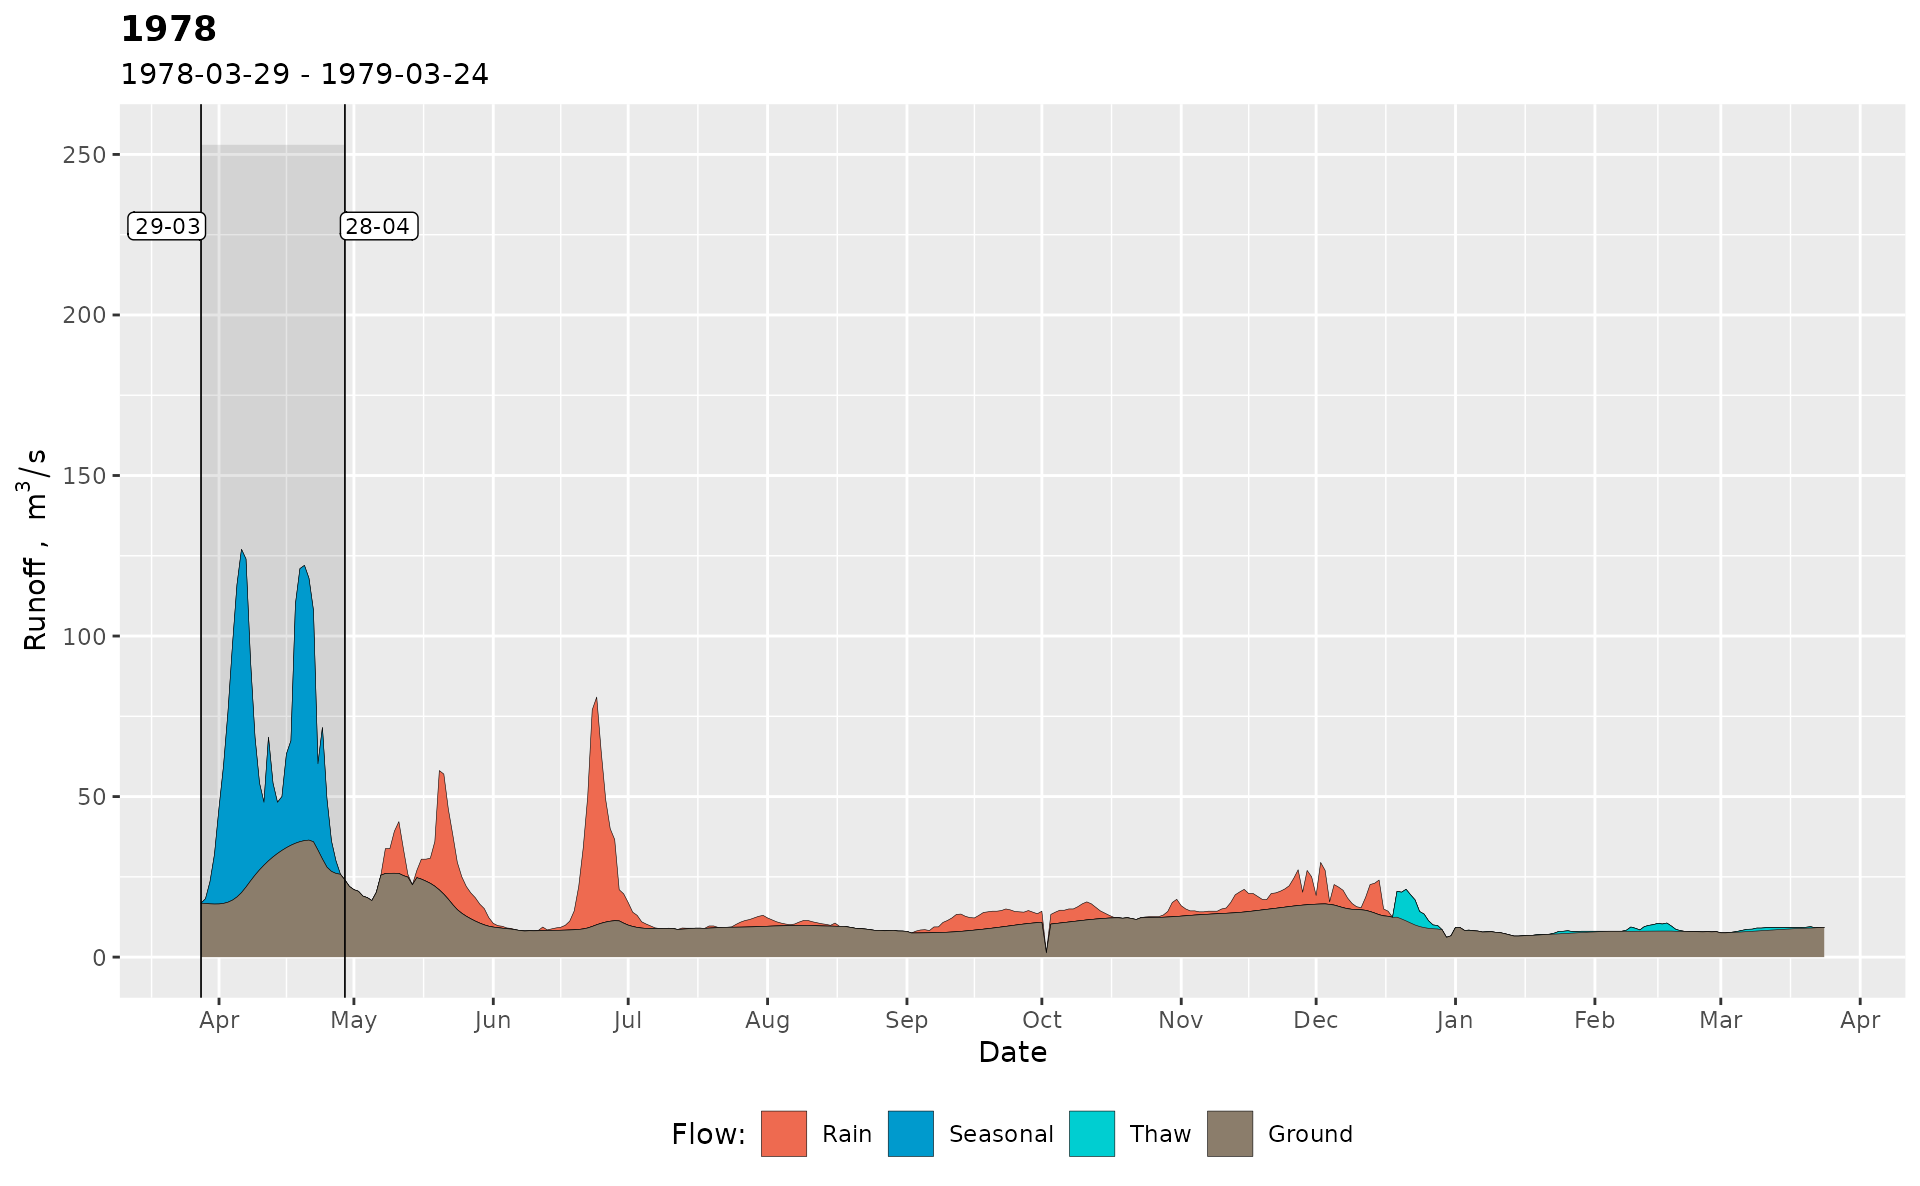 1978
1978-03-29 - 1979-03-24
250
200
150
100
50
0
Runoff , m³/s
29-03
28-04
Apr May Jun Jul Aug Sep Oct Nov Dec Jan Feb Mar Apr
Date
Flow: Rain Seasonal Thaw Ground